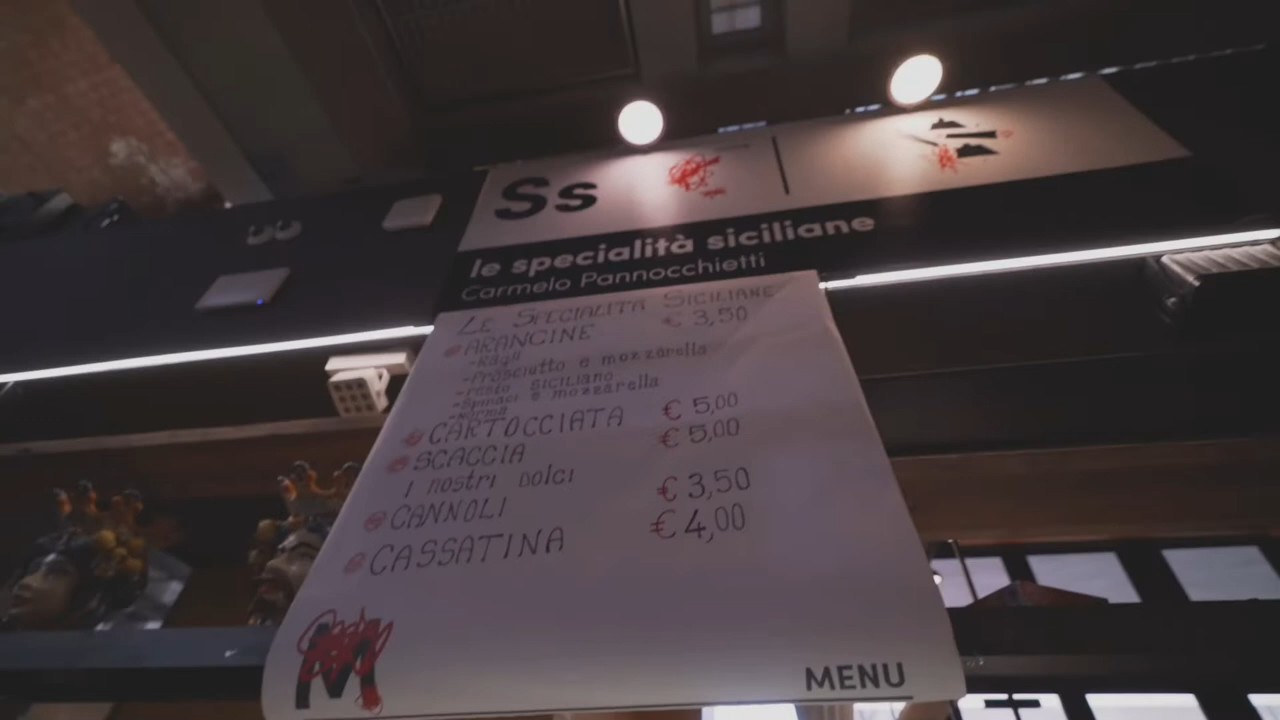 Ss
le specialità siciliane
Carmelo Pannocchietti
LE SPECIALITÀ SICILIANE
ARANCINE € 3,50
-Ragù
-Prosciutto e mozzarella
-Pesto SICILIANO
-Spinaci e mozzarella
-Norma
CARTOCCIATA € 5,00
SCACCIA € 5,00
I nostri DOLCI
CANNOLI € 3,50
CASSATINA € 4,00
M
MENU